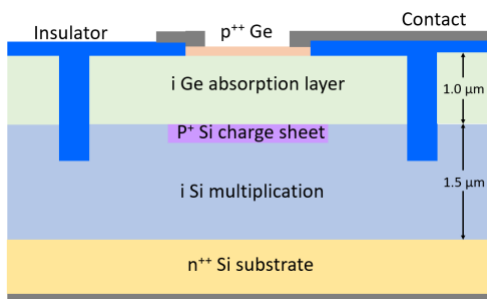 Insulator
p⁺⁺ Ge
Contact
i Ge absorption layer
1.0 μm
P⁺ Si charge sheet
i Si multiplication
1.5 μm
n⁺⁺ Si substrate